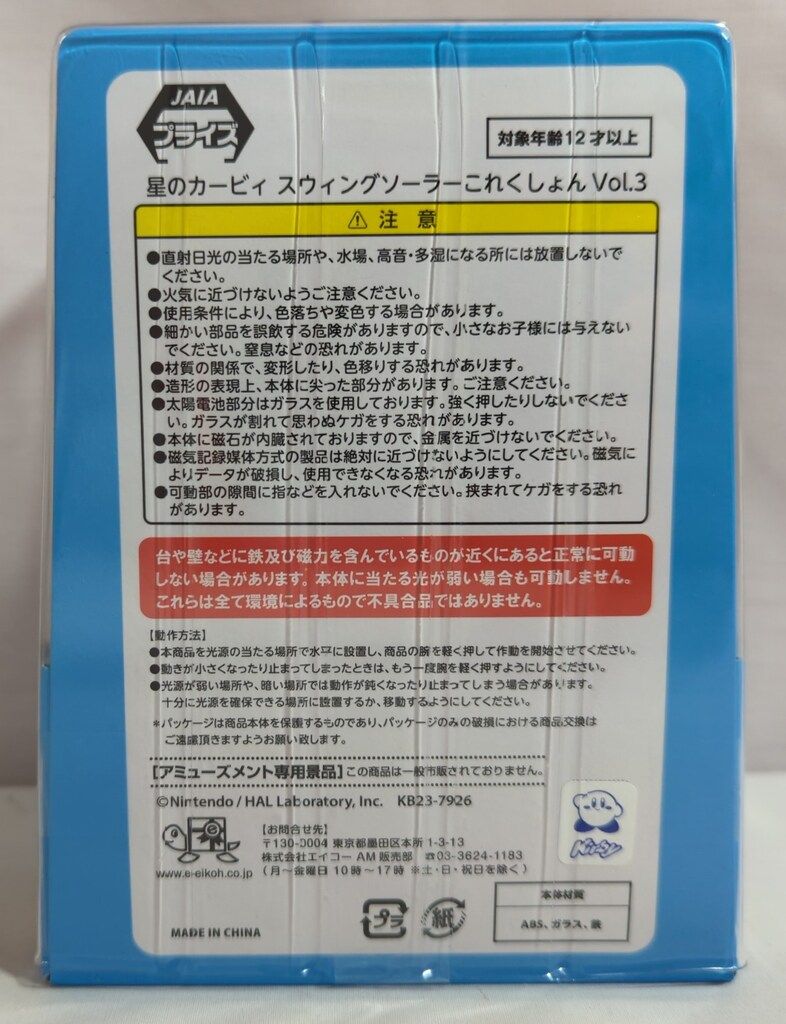 JAIA
プライズ
対象年齢12才以上
星のカービィ スウィングソーラーこれくしょん Vol.3
⚠ 注 意
●直射日光の当たる場所や、水場、高音・多湿になる所には放置しないで
ください。
●火気に近づけないようご注意ください。
●使用条件により、色落ちや変色する場合があります。
●細かい部品を誤飲する危険がありますので、小さなお子様には与えない
でください。窒息などの恐れがあります。
●材質の関係で、変形したり、色移りする恐れがあります。
●造形の表現上、本体に尖った部分があります。ご注意ください。
●太陽電池部分はガラスを使用しております。強く押したりしないでくださ
い。ガラスが割れて思わぬケガをする恐れがあります。
●本体に磁石が内臓されておりますので、金属を近づけないでください。
●磁気記録媒体方式の製品は絶対に近づけないようにしてください。磁気に
よりデータが破損し、使用できなくなる恐れがあります。
●可動部の隙間に指などを入れないでください。挟まれてケガをする恐れ
があります。
台や壁などに鉄及び磁力を含んでいるものが近くにあると正常に可動
しない場合があります。本体に当たる光が弱い場合も可動しません。
これらは全て環境によるもので不具合品ではありません。
【動作方法】
●本商品を光源の当たる場所で水平に設置し、商品の腕を軽く押して作動を開始させてください。
●動きが小さくなったり止まってしまったときは、もう一度腕を軽く押すようにしてください。
●光源が弱い場所や、暗い場所では動作が鈍くなったり止まってしまう場合があります。
十分に光源を確保できる場所に設置するか、移動するようにしてください。
*パッケージは商品本体を保護するものであり、パッケージのみの破損における商品交換は
ご遠慮頂きますようお願い致します。
【アミューズメント専用景品】この商品は一般市販されておりません。
©Nintendo / HAL Laboratory, Inc. KB23-7926
【お問合せ先】
〒130-0004 東京都墨田区本所 1-3-13
株式会社エイコー AM販売部 ☎03-3624-1183
www.e-eikoh.co.jp (月〜金曜日 10時〜17時 ※土・日・祝日を除く)
Kirby
MADE IN CHINA
プラ
紙
本体材質
ABS、ガラス、鉄